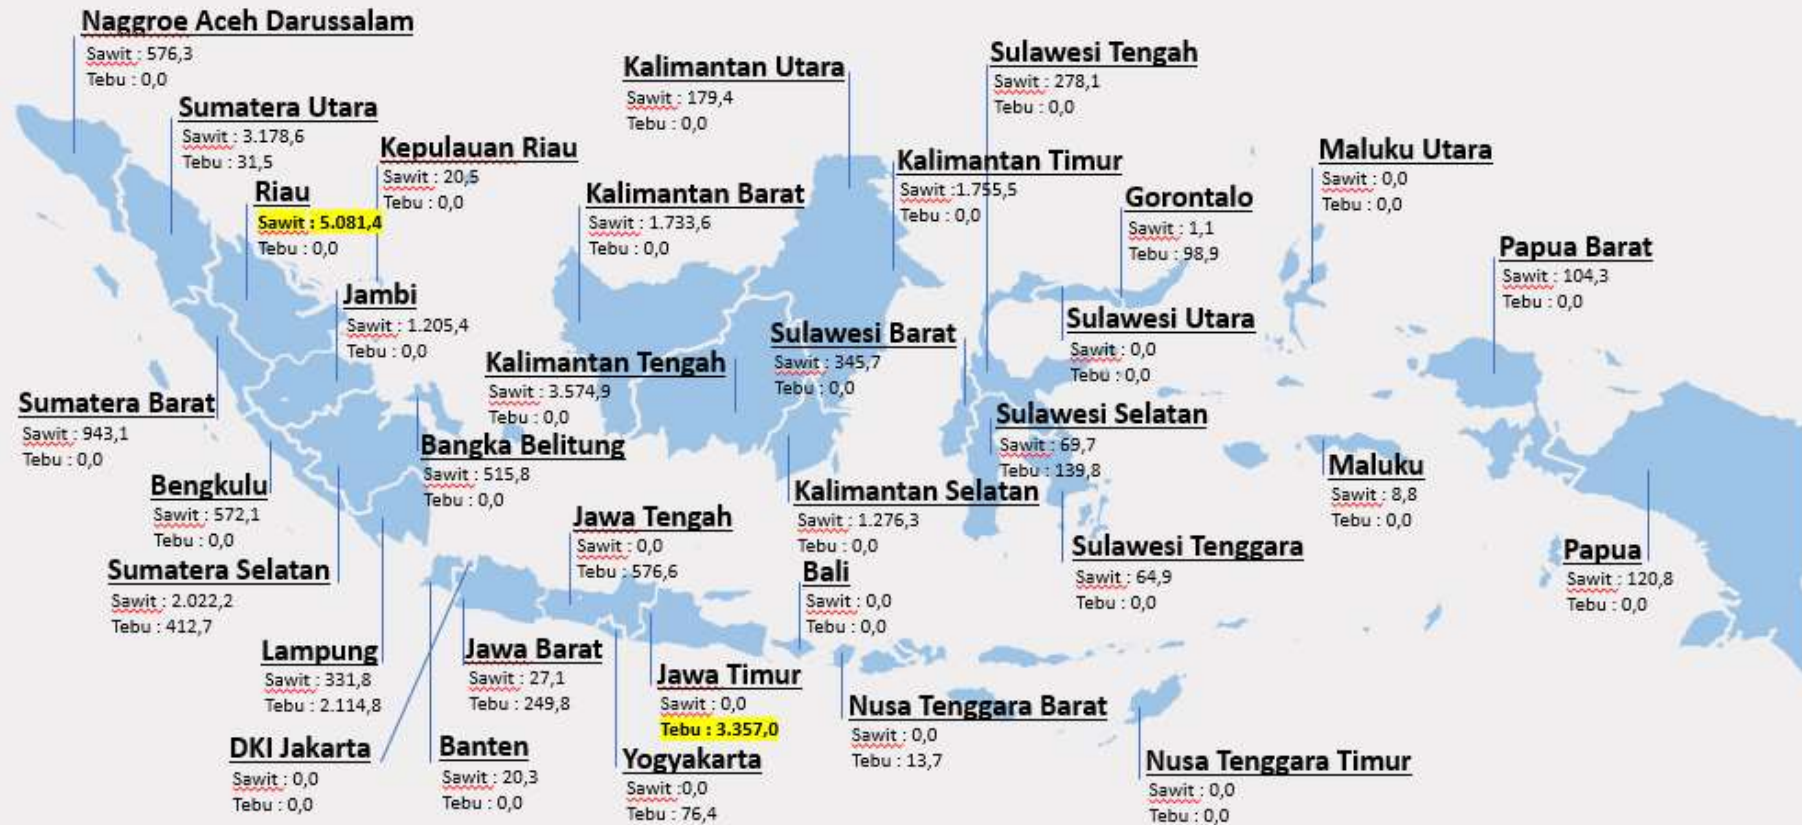 Naggroe Aceh Darussalam
Sawit : 576,3
Tebu : 0,0
Sumatera Utara
Sawit : 3.178,6
Tebu : 31,5
Kepulauan Riau
Sawit : 20,5
Tebu : 0,0
Riau
Sawit : 5.081,4
Tebu : 0,0
Jambi
Sawit : 1.205,4
Tebu : 0,0
Sumatera Barat
Sawit : 943,1
Tebu : 0,0
Bengkulu
Sawit : 572,1
Tebu : 0,0
Sumatera Selatan
Sawit : 2.022,2
Tebu : 412,7
Lampung
Sawit : 331,8
Tebu : 2.114,8
Bangka Belitung
Sawit : 515,8
Tebu : 0,0
DKI Jakarta
Sawit : 0,0
Tebu : 0,0
Banten
Sawit : 20,3
Tebu : 0,0
Jawa Barat
Sawit : 27,1
Tebu : 249,8
Jawa Tengah
Sawit : 0,0
Tebu : 576,6
Yogyakarta
Sawit :0,0
Tebu : 76,4
Jawa Timur
Sawit : 0,0
Tebu : 3.357,0
Bali
Sawit : 0,0
Tebu : 0,0
Nusa Tenggara Barat
Sawit : 0,0
Tebu : 13,7
Nusa Tenggara Timur
Sawit : 0,0
Tebu : 0,0
Kalimantan Utara
Sawit : 179,4
Tebu : 0,0
Kalimantan Barat
Sawit : 1.733,6
Tebu : 0,0
Kalimantan Timur
Sawit :1.755,5
Tebu : 0,0
Kalimantan Tengah
Sawit : 3.574,9
Tebu : 0,0
Kalimantan Selatan
Sawit : 1.276,3
Tebu : 0,0
Sulawesi Tengah
Sawit : 278,1
Tebu : 0,0
Gorontalo
Sawit : 1,1
Tebu : 98,9
Sulawesi Utara
Sawit : 0,0
Tebu : 0,0
Sulawesi Barat
Sawit : 345,7
Tebu : 0,0
Sulawesi Selatan
Sawit : 69,7
Tebu : 139,8
Sulawesi Tenggara
Sawit : 64,9
Tebu : 0,0
Maluku Utara
Sawit : 0,0
Tebu : 0,0
Maluku
Sawit : 8,8
Tebu : 0,0
Papua Barat
Sawit : 104,3
Tebu : 0,0
Papua
Sawit : 120,8
Tebu : 0,0